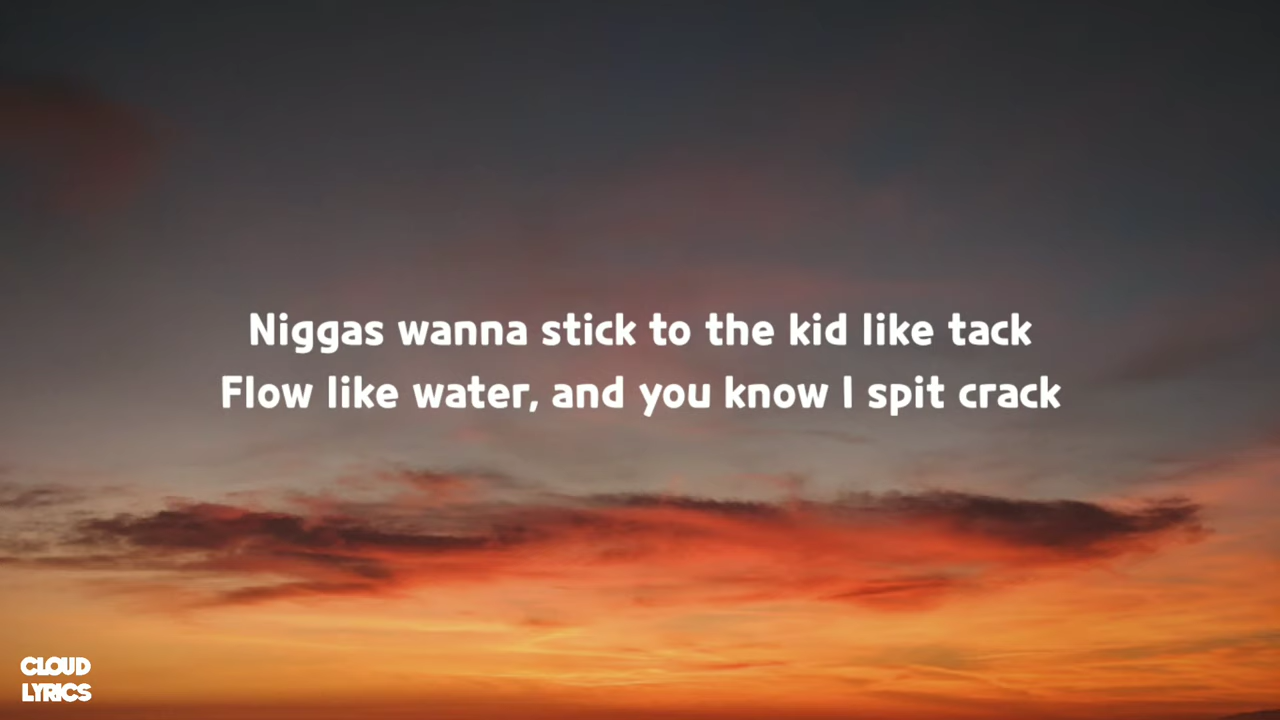 Niggas wanna stick to the kid like tack
Flow like water, and you know I spit crack
CLOUD
LYRICS